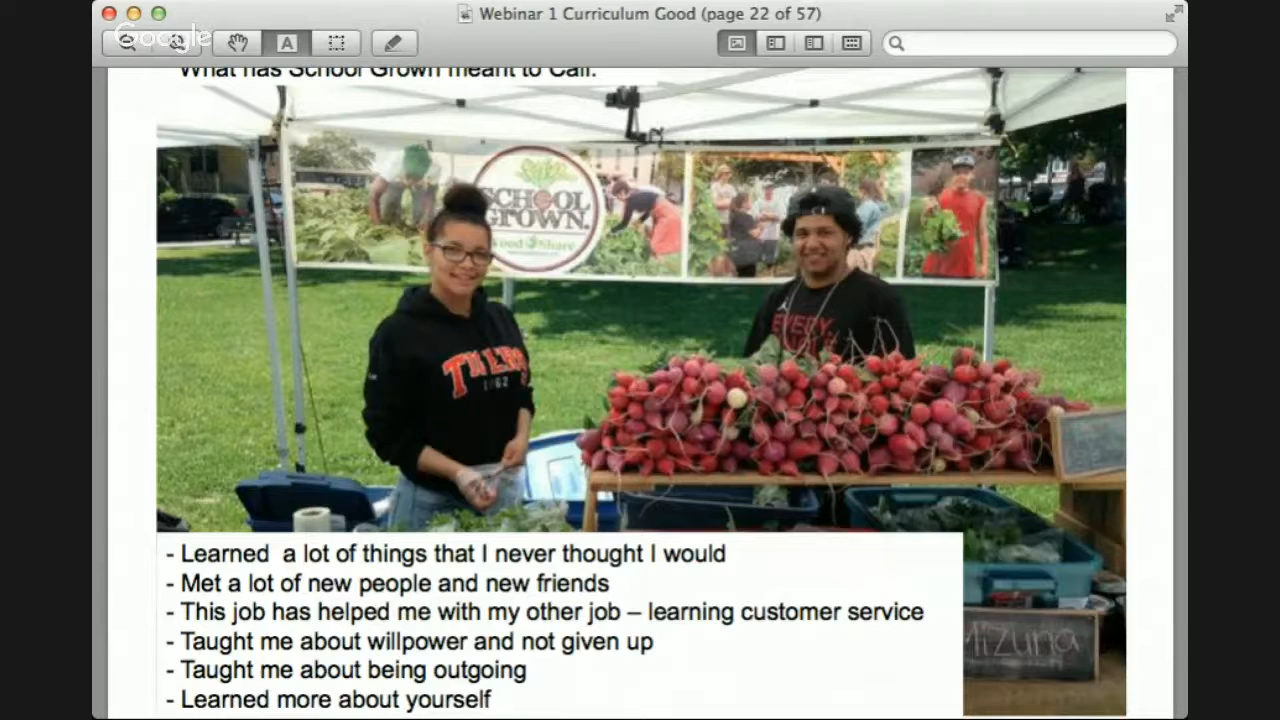 Webinar 1 Curriculum Good (page 22 of 57)
Google
A
What has School Grown meant to Cali.
SCHOOL
GROWN.
Food Share
1862
EVERY
- Learned  a lot of things that I never thought I would
- Met a lot of new people and new friends
- This job has helped me with my other job – learning customer service
- Taught me about willpower and not given up
- Taught me about being outgoing
- Learned more about yourself
Mizuna